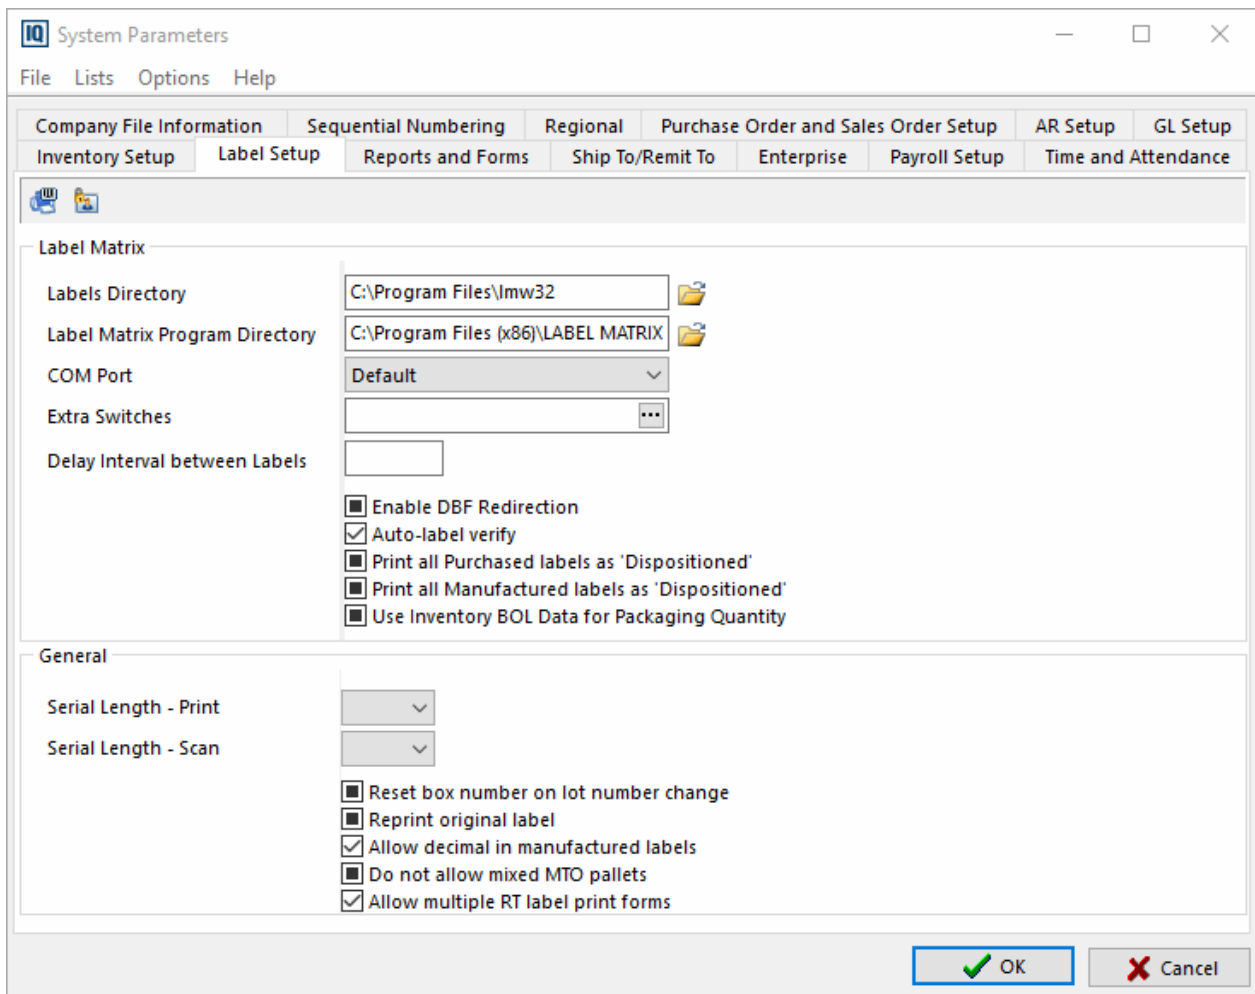 IQ System Parameters
File Lists Options Help
Company File Information Sequential Numbering Regional Purchase Order and Sales Order Setup AR Setup GL Setup
Inventory Setup Label Setup Reports and Forms Ship To/Remit To Enterprise Payroll Setup Time and Attendance
Label Matrix
Labels Directory C:\Program Files\lmw32
Label Matrix Program Directory C:\Program Files (x86)\LABEL MATRIX
COM Port Default
Extra Switches ...
Delay Interval between Labels
Enable DBF Redirection
Auto-label verify
Print all Purchased labels as 'Dispositioned'
Print all Manufactured labels as 'Dispositioned'
Use Inventory BOL Data for Packaging Quantity
General
Serial Length - Print
Serial Length - Scan
Reset box number on lot number change
Reprint original label
Allow decimal in manufactured labels
Do not allow mixed MTO pallets
Allow multiple RT label print forms
OK Cancel